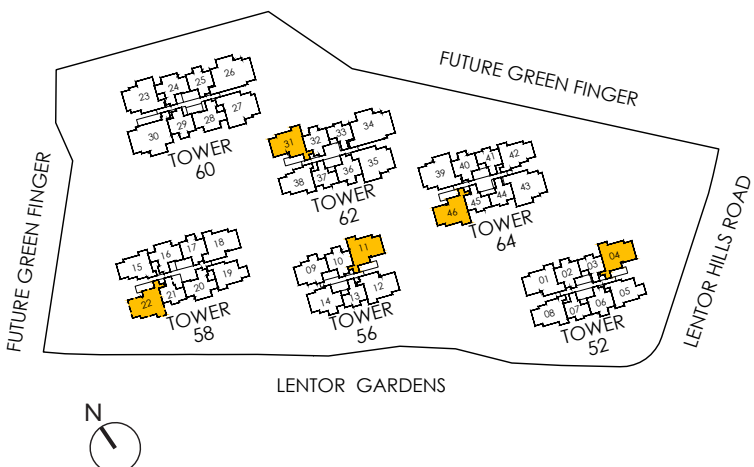 FUTURE GREEN FINGER
23 24 25 26
30 29 28 27
TOWER
60
31 32 33 34
38 37 36 35
TOWER
62
39 40 41 42
46 45 44 43
TOWER
64
FUTURE GREEN FINGER
15 16 17 18
22 21 20 19
TOWER
58
09 10 11
14 13 12
TOWER
56
01 02 03 04
08 07 06 05
TOWER
52
LENTOR HILLS ROAD
LENTOR GARDENS
N